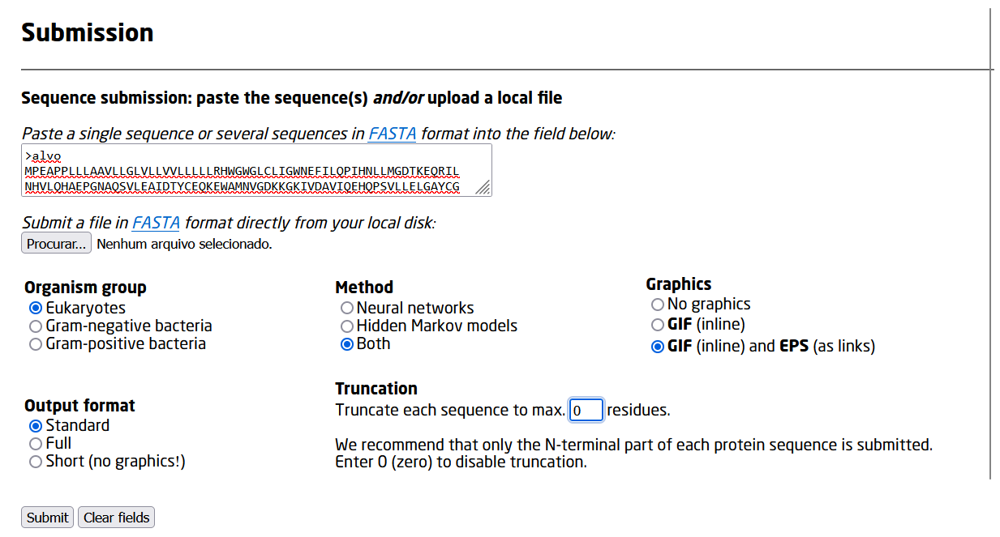 Submission
Sequence submission: paste the sequence(s) and/or upload a local file
Paste a single sequence or several sequences in FASTA format into the field below:
>alvo
MPEAPPLLLAAVLLGLVLLVVLLLLLRHWGWGLCLIGWNEFILQPIHNLLMGDTKEQRIL
NHVLQHAEPGNAQSVLEAIDTYCEQKEWAMNVGDKKGKIVDAVIQEHQPSVLLELGAYCG
Submit a file in FASTA format directly from your local disk:
Procurar... Nenhum arquivo selecionado.
Organism group
Eukaryotes
Gram-negative bacteria
Gram-positive bacteria
Method
Neural networks
Hidden Markov models
Both
Graphics
No graphics
GIF (inline)
GIF (inline) and EPS (as links)
Output format
Standard
Full
Short (no graphics!)
Truncation
Truncate each sequence to max. 0 residues.
We recommend that only the N-terminal part of each protein sequence is submitted.
Enter 0 (zero) to disable truncation.
Submit Clear fields